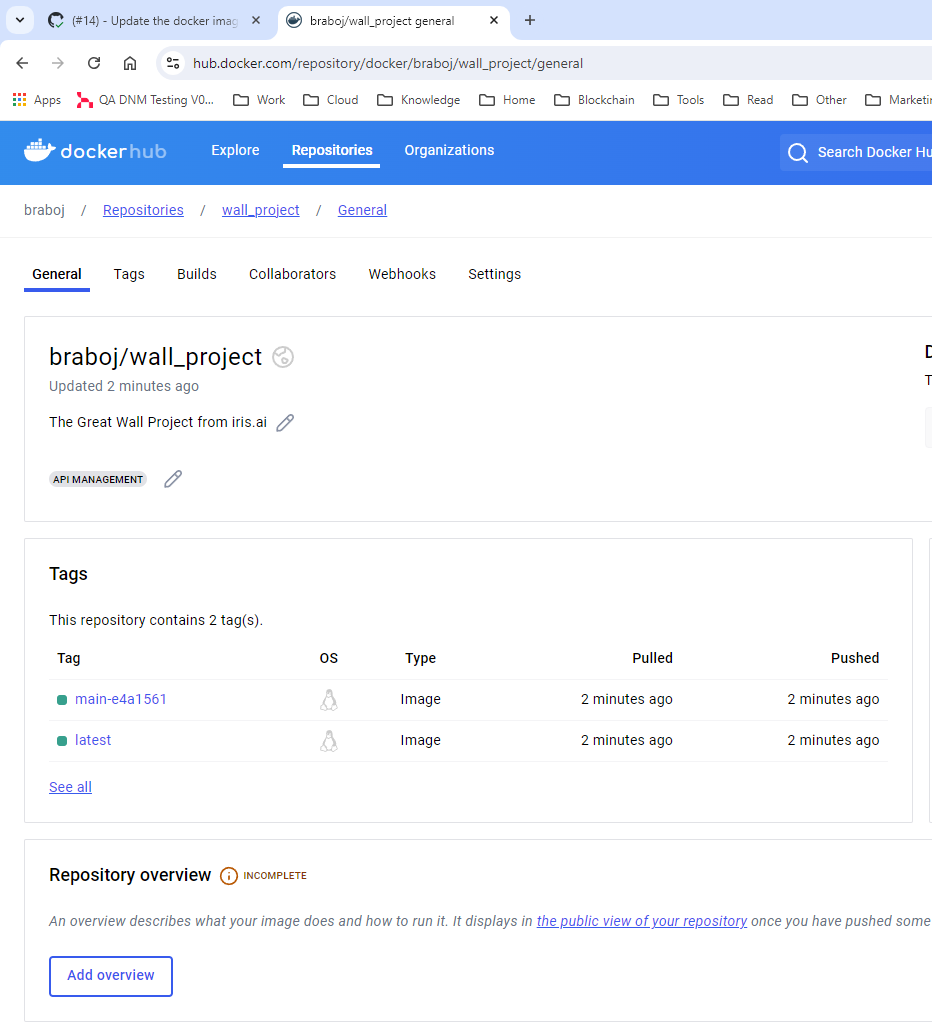 (#14) - Update the docker imag
braboj/wall_project general
hub.docker.com/repository/docker/braboj/wall_project/general
Apps QA DNM Testing V0... Work Cloud Knowledge Home Blockchain Tools Read Other Marketi
dockerhub Explore Repositories Organizations Search Docker Hu
braboj / Repositories / wall_project / General
General Tags Builds Collaborators Webhooks Settings
braboj/wall_project
Updated 2 minutes ago
The Great Wall Project from iris.ai
API MANAGEMENT
Tags
This repository contains 2 tag(s).
Tag OS Type Pulled Pushed
main-e4a1561 Image 2 minutes ago 2 minutes ago
latest Image 2 minutes ago 2 minutes ago
See all
Repository overview INCOMPLETE
An overview describes what your image does and how to run it. It displays in the public view of your repository once you have pushed some
Add overview